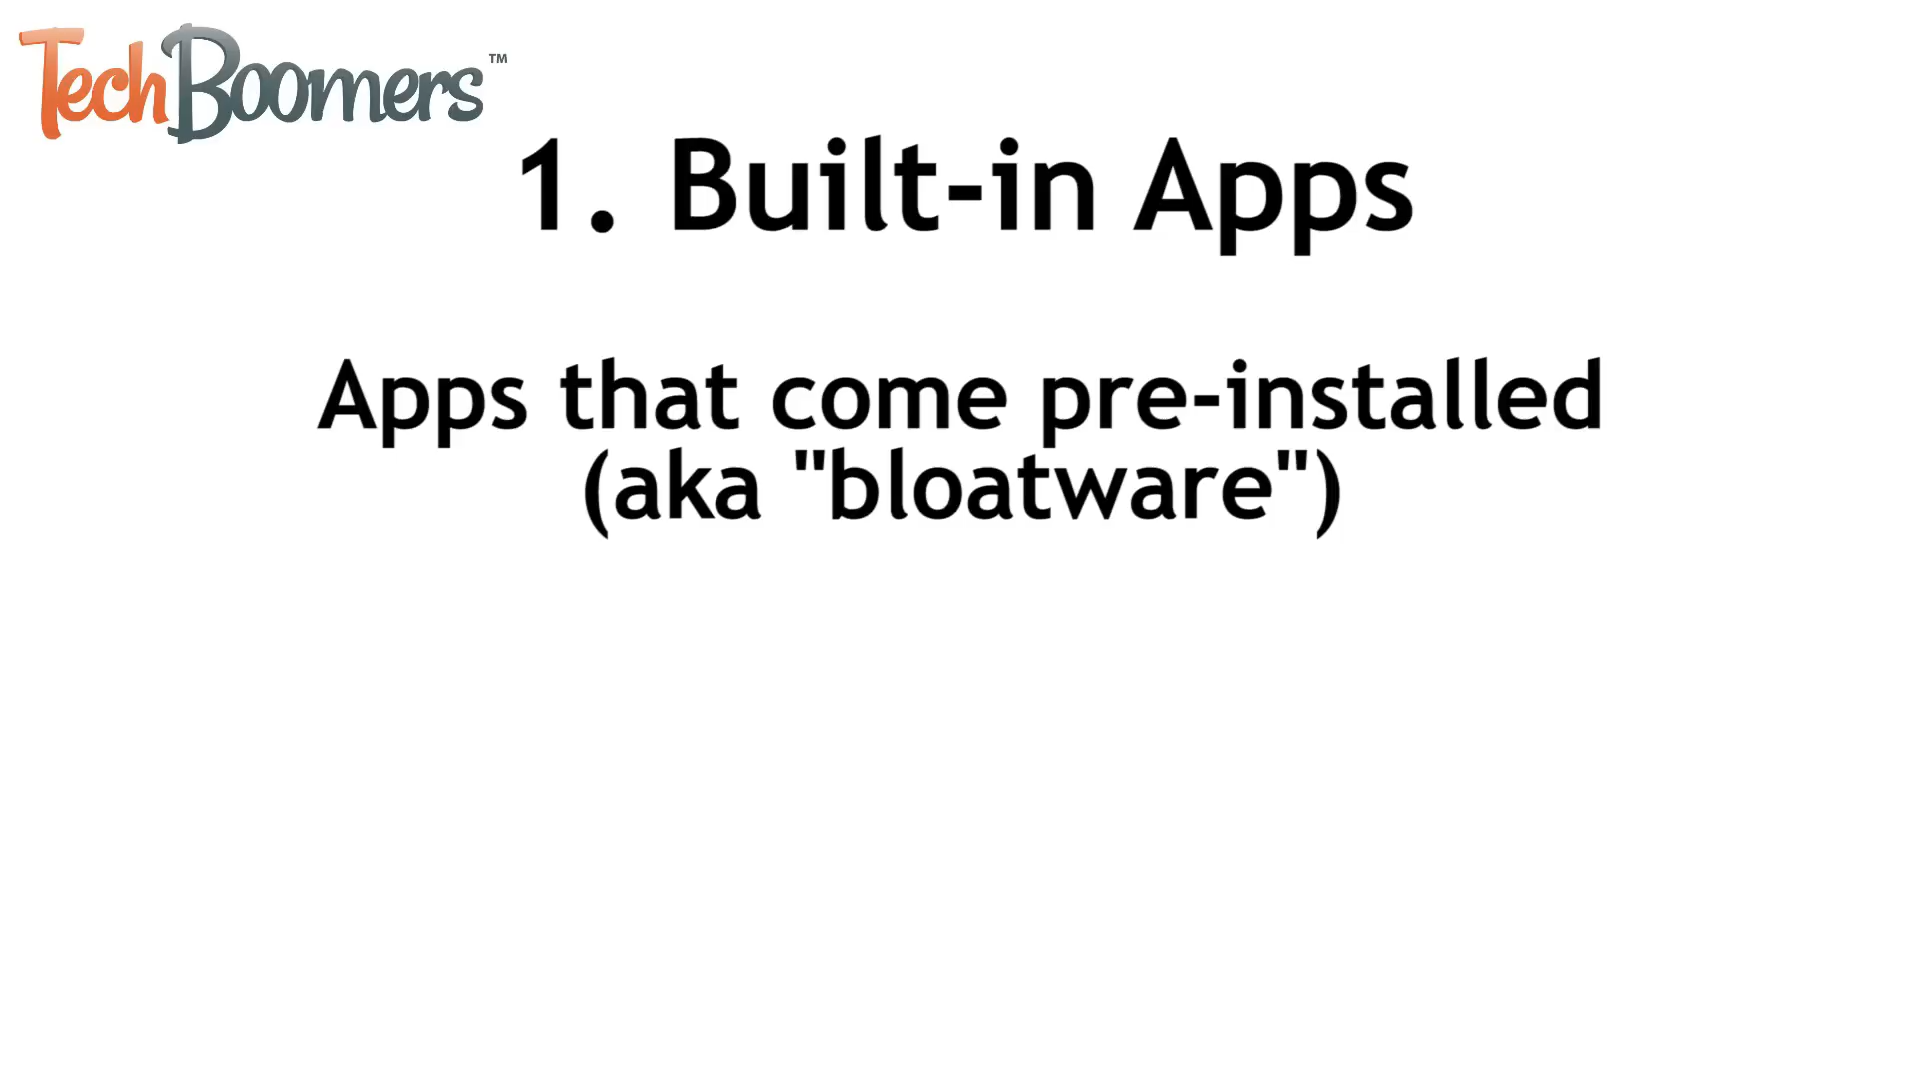 TechBoomers™
1. Built-in Apps
Apps that come pre-installed
(aka "bloatware")